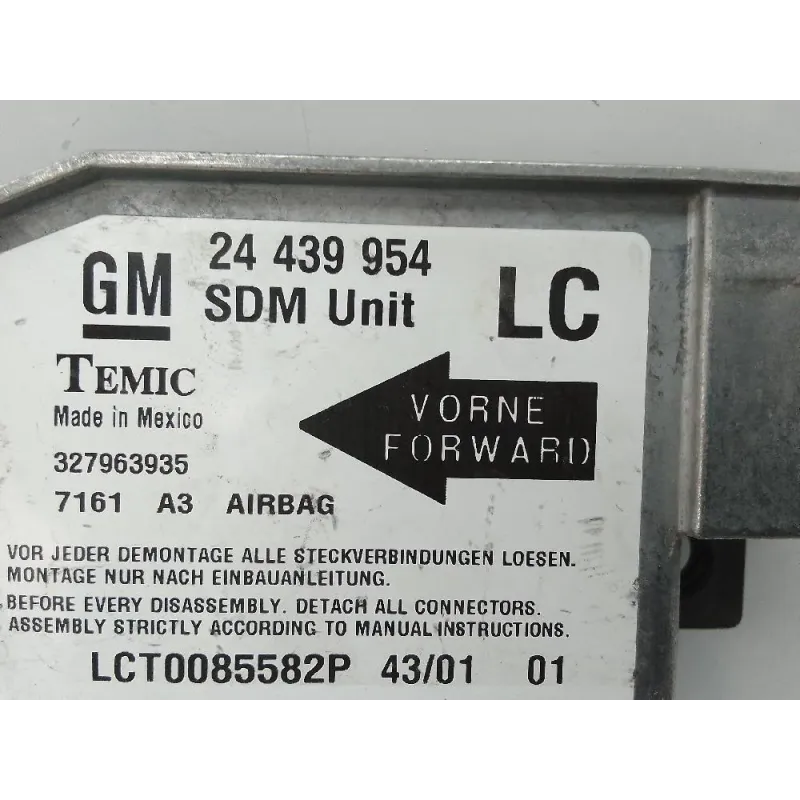 GM 24 439 954 LC
SDM Unit
TEMIC
Made in Mexico
VORNE
FORWARD
327963935
7161 A3 AIRBAG
VOR JEDER DEMONTAGE ALLE STECKVERBINDUNGEN LOESEN.
MONTAGE NUR NACH EINBAUANLEITUNG.
BEFORE EVERY DISASSEMBLY. DETACH ALL CONNECTORS.
ASSEMBLY STRICTLY ACCORDING TO MANUAL INSTRUCTIONS.
LCT0085582P 43/01 01